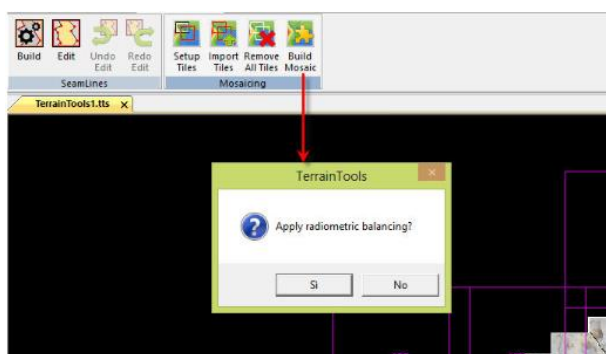 Build Edit Undo Edit Redo Edit Setup Tiles Import Tiles Remove All Tiles Build Mosaic
SeamLines Mosaicing
TerrainTools1.tts x
TerrainTools
x
Apply radiometric balancing?
Sì No